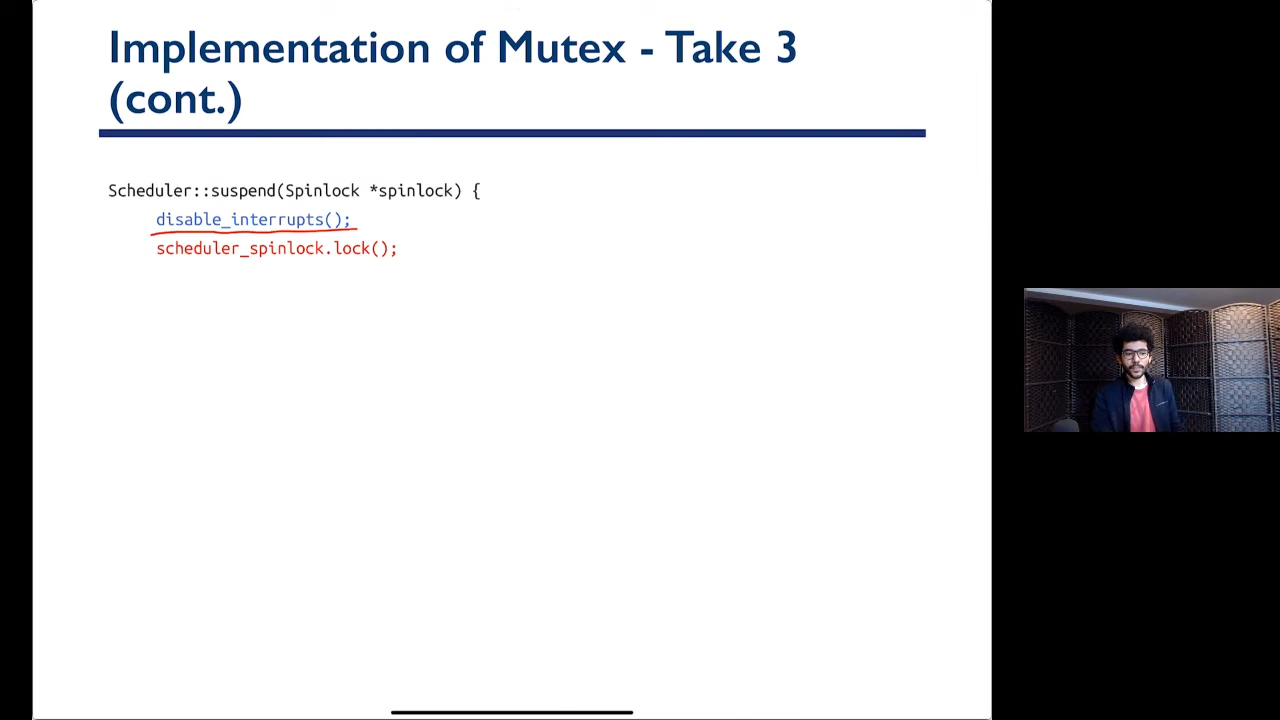 Implementation of Mutex - Take 3
(cont.)
Scheduler::suspend(Spinlock *spinlock) {
disable_interrupts();
scheduler_spinlock.lock();